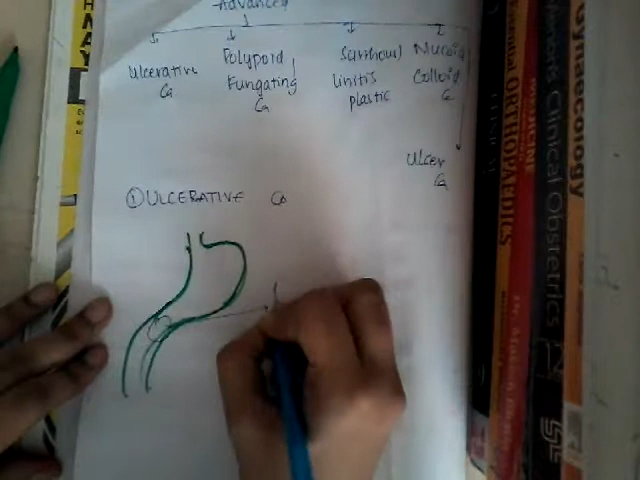 Advanced
Ulcerative
Ca
Polypoid
Fungating
Ca
Scirrhous/
Linitis
plastic
Mucoid
Colloid
Ca
Ulcer
Ca
① ULCERATIVE Ca
Essential ORTHOPAEDICS
MEDICINE
CLINICAL
Obstetrics
Gynaecology